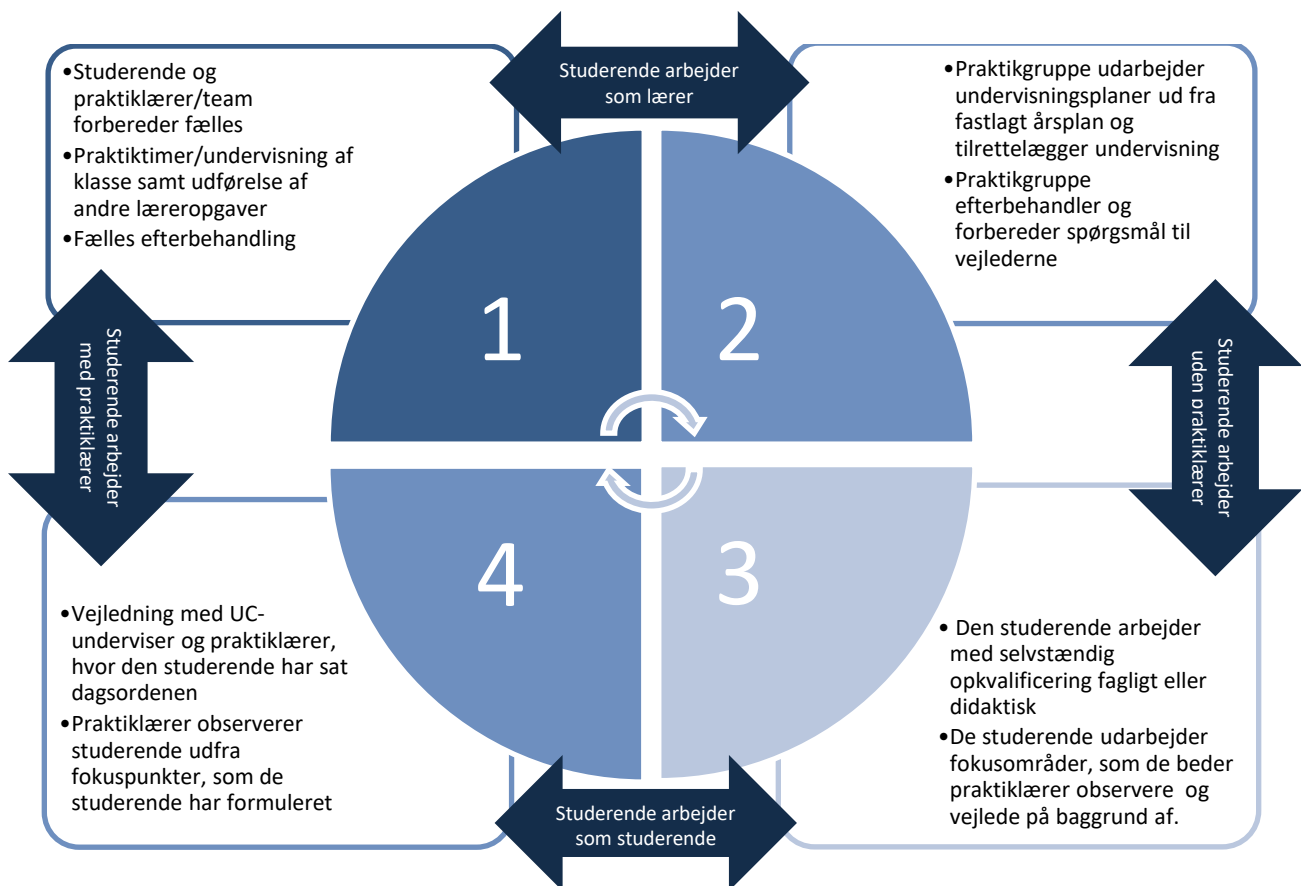 Studerende arbejder
som lærer
•Studerende og
praktiklærer/team
forbereder fælles
•Praktiktimer/undervisning af
klasse samt udførelse af
andre læreropgaver
•Fælles efterbehandling
•Praktikgruppe udarbejder
undervisningsplaner ud fra
fastlagt årsplan og
tilrettelægger undervisning
•Praktikgruppe
efterbehandler og
forbereder spørgsmål til
vejlederne
1
2
Studerende arbejder
med praktiklærer
Studerende arbejder
uden praktiklærer
4
3
•Vejledning med UC-
underviser og praktiklærer,
hvor den studerende har sat
dagsordenen
•Praktiklærer observerer
studerende udfra
fokuspunkter, som de
studerende har formuleret
• Den studerende arbejder
med selvstændig
opkvalificering fagligt eller
didaktisk
•De studerende udarbejder
fokusområder, som de beder
praktiklærer observere og
vejlede på baggrund af.
Studerende arbejder
som studerende